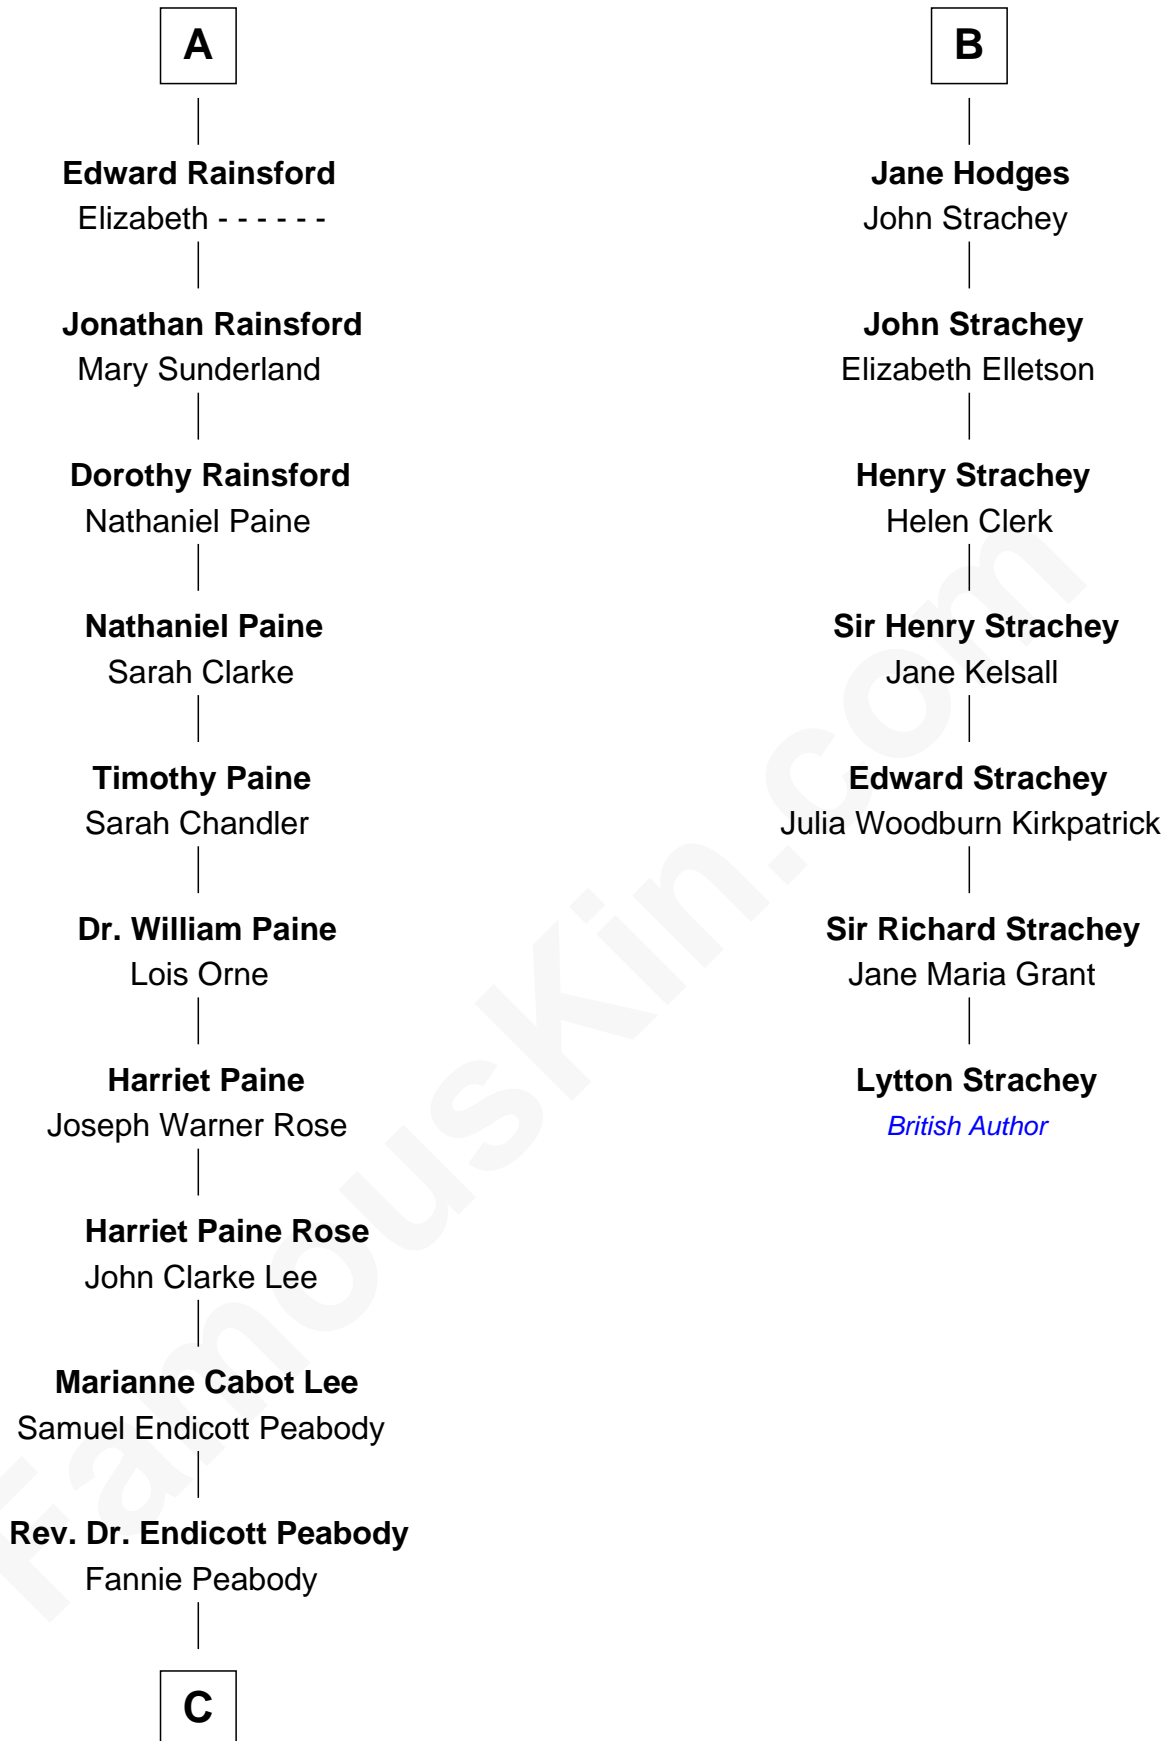 A
Edward Rainsford
Elizabeth - - - - - -
Jonathan Rainsford
Mary Sunderland
Dorothy Rainsford
Nathaniel Paine
Nathaniel Paine
Sarah Clarke
Timothy Paine
Sarah Chandler
Dr. William Paine
Lois Orne
Harriet Paine
Joseph Warner Rose
Harriet Paine Rose
John Clarke Lee
Marianne Cabot Lee
Samuel Endicott Peabody
Rev. Dr. Endicott Peabody
Fannie Peabody
C
B
Jane Hodges
John Strachey
John Strachey
Elizabeth Elletson
Henry Strachey
Helen Clerk
Sir Henry Strachey
Jane Kelsall
Edward Strachey
Julia Woodburn Kirkpatrick
Sir Richard Strachey
Jane Maria Grant
Lytton Strachey
British Author
FamousKin.com